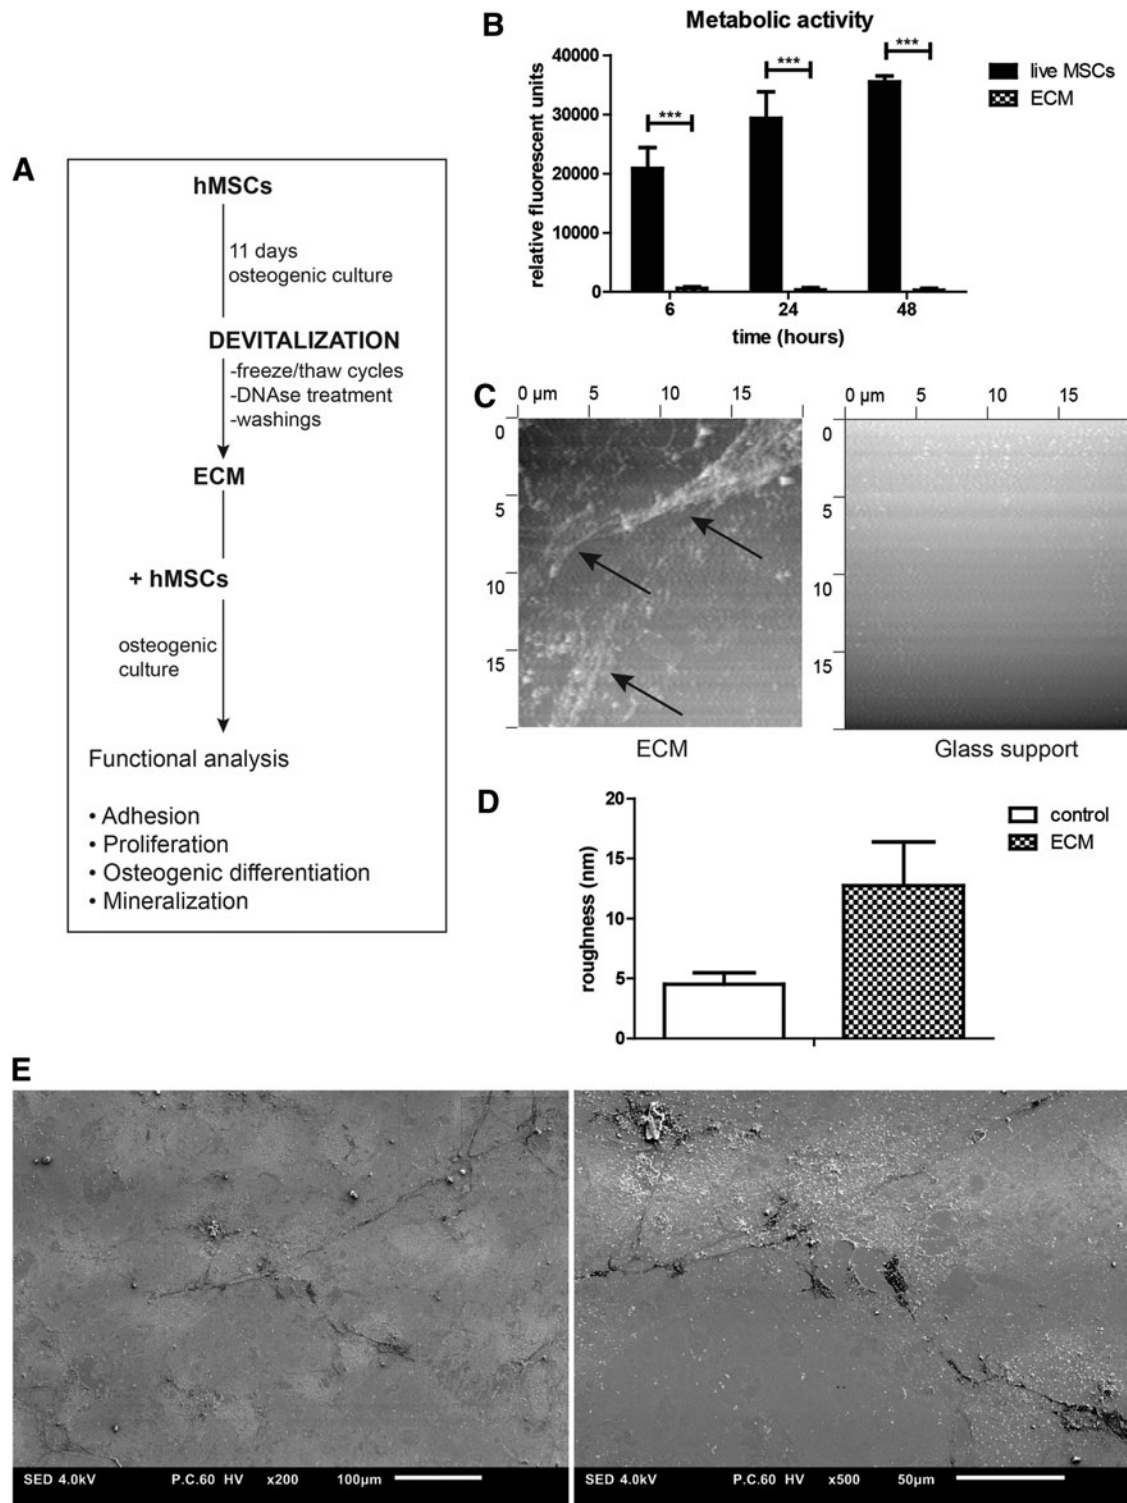 A
hMSCs
11 days
osteogenic culture
DEVITALIZATION
-freeze/thaw cycles
-DNAse treatment
-washings
ECM
+ hMSCs
osteogenic
culture
Functional analysis
• Adhesion
• Proliferation
• Osteogenic differentiation
• Mineralization
B
Metabolic activity
relative fluorescent units
40000
30000
20000
10000
0
***
***
***
6
24
48
time (hours)
live MSCs
ECM
C
0 µm 5 10 15
0
5
10
15
ECM
0 µm 5 10 15
0
5
10
15
Glass support
D
roughness (nm)
20
15
10
5
0
control
ECM
E
SED 4.0kV P.C.60 HV x200 100µm
SED 4.0kV P.C.60 HV x500 50µm